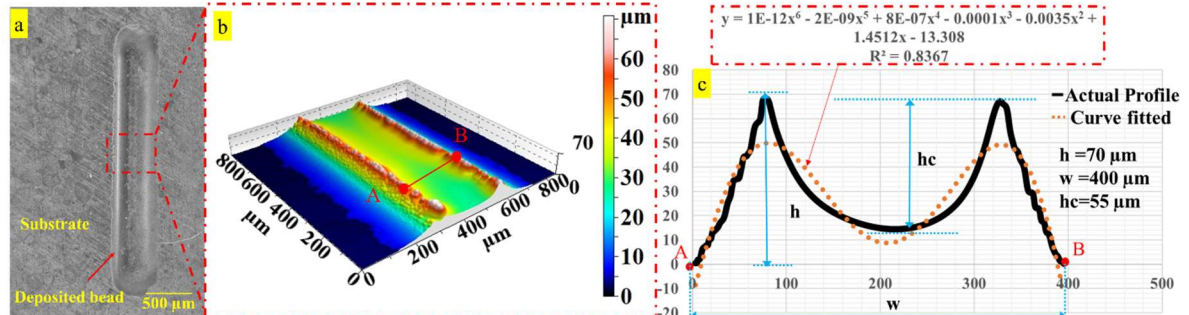 a
Substrate
Deposited bead
500 µm
b
µm
60
50
40
30
20
10
0
A
B
70
0
800
600
400
200
0
µm
0
200
400
600
800
µm
y = 1E-12x⁶ - 2E-09x⁵ + 8E-07x⁴ - 0.0001x³ - 0.0035x² +
1.4512x - 13.308
R² = 0.8367
c
80
70
60
50
40
30
20
10
0
-10
-20
Actual Profile
Curve fitted
h =70 µm
w =400 µm
hc=55 µm
hc
h
A
B
0
100
200
300
400
500
w